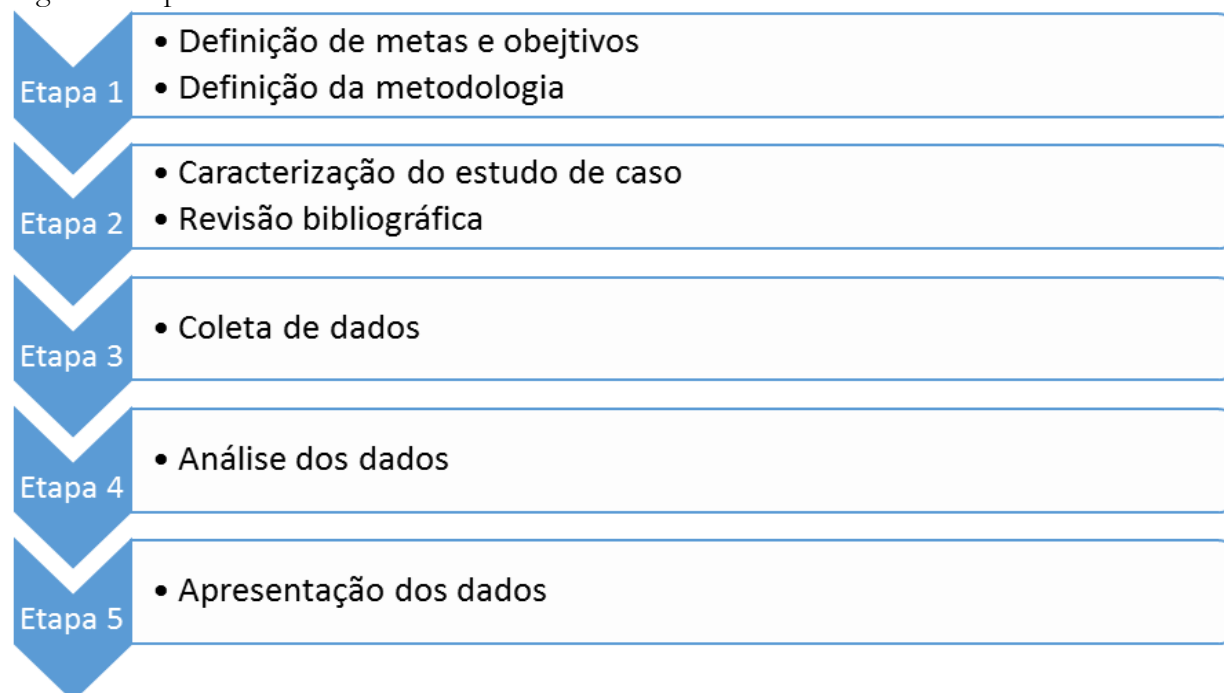 Etapa 1
• Definição de metas e obejtivos
• Definição da metodologia
Etapa 2
• Caracterização do estudo de caso
• Revisão bibliográfica
Etapa 3
• Coleta de dados
Etapa 4
• Análise dos dados
Etapa 5
• Apresentação dos dados